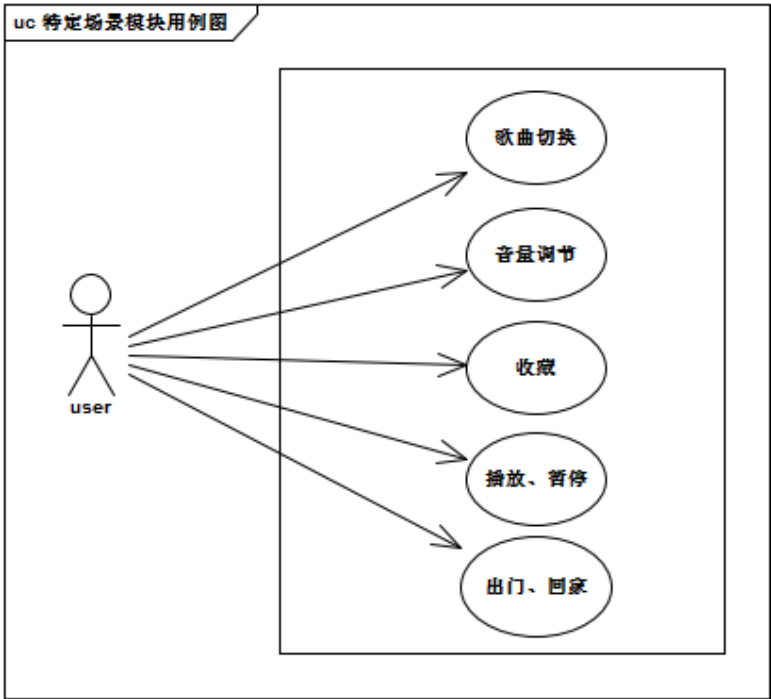 uc 特定场景模块用例图
歌曲切换
音量调节
收藏
user
播放、暂停
出门、回家